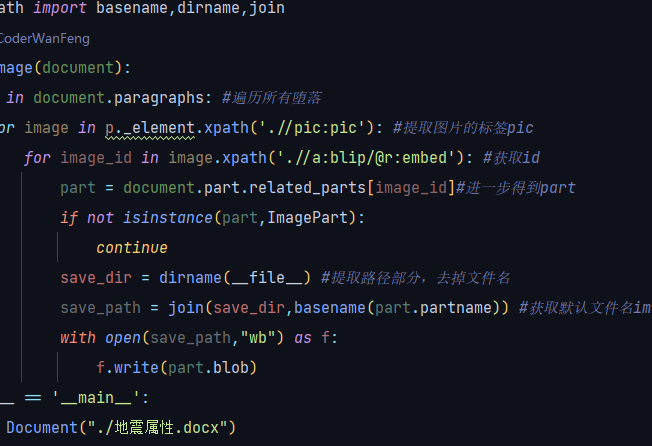 ath import basename,dirname,join
CoderWanFeng
mage(document):
in document.paragraphs: #遍历所有堕落
or image in p._element.xpath('.//pic:pic'): #提取图片的标签pic
for image_id in image.xpath('.//a:blip/@r:embed'): #获取id
part = document.part.related_parts[image_id]#进一步得到part
if not isinstance(part,ImagePart):
continue
save_dir = dirname(__file__) #提取路径部分，去掉文件名
save_path = join(save_dir,basename(part.partname)) #获取默认文件名im
with open(save_path,"wb") as f:
f.write(part.blob)
__ == '__main__':
Document("./地震属性.docx")